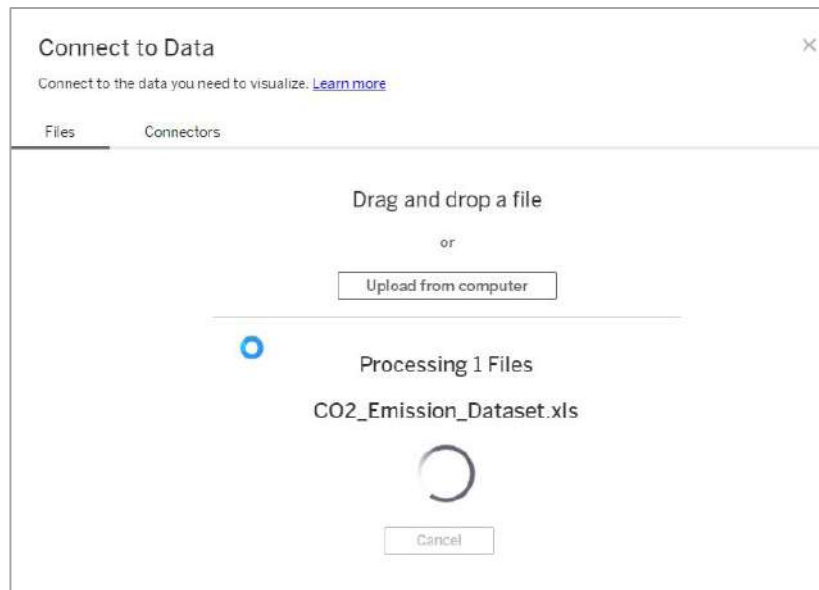 Connect to Data
Connect to the data you need to visualize. Learn more
Files Connectors
Drag and drop a file
or
Upload from computer
Processing 1 Files
CO2_Emission_Dataset.xls
Cancel